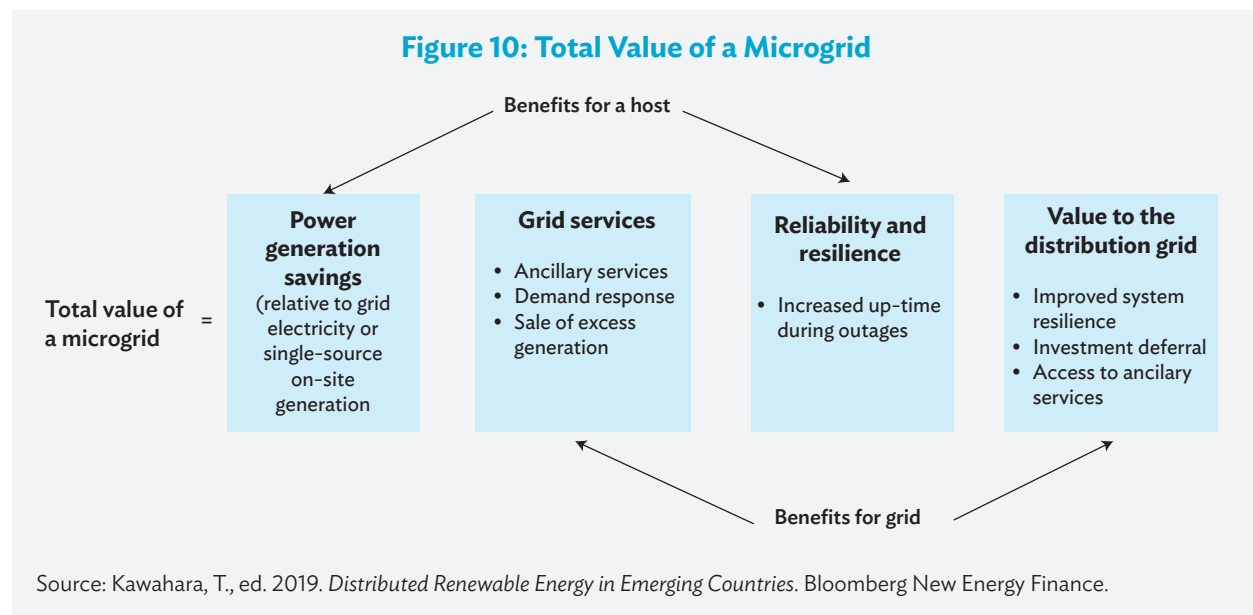 Figure 10: Total Value of a Microgrid
Benefits for a host
Total value of
a microgrid
=
Power
generation
savings
(relative to grid
electricity or
single-source
on-site
generation
Grid services
• Ancillary services
• Demand response
• Sale of excess
generation
Reliability and
resilience
• Increased up-time
during outages
Value to the
distribution grid
• Improved system
resilience
• Investment deferral
• Access to ancilary
services
Benefits for grid
Source: Kawahara, T., ed. 2019. Distributed Renewable Energy in Emerging Countries. Bloomberg New Energy Finance.